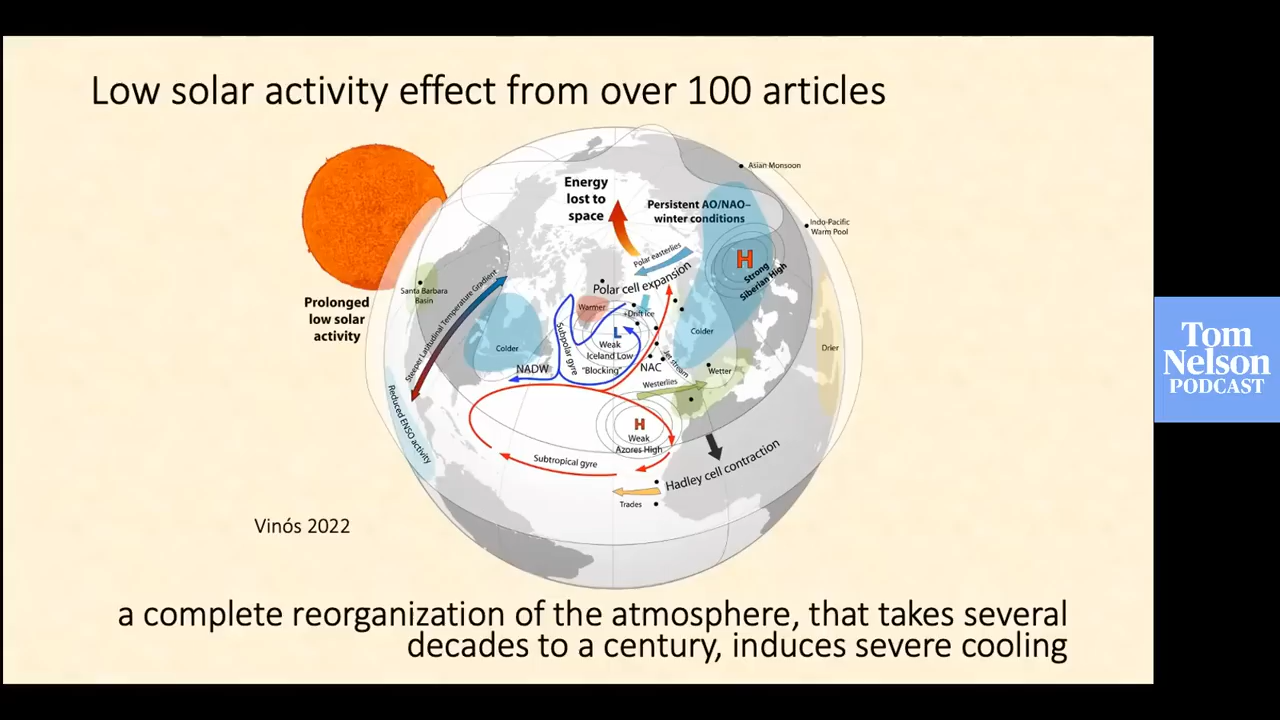 Low solar activity effect from over 100 articles
Asian Monsoon
Energy
lost to
space
Persistent AO/NAO–
winter conditions
Indo-Pacific
Warm Pool
Polar easterlies
H
Strong
Siberian High
Polar cell expansion
Santa Barbara
Basin
Steeper Latitudinal Temperature Gradient
Prolonged
low solar
activity
Warmer
+Drift Ice
L
Weak
Iceland Low
"Blocking"
Colder
Colder
Drier
Subpolar gyre
NADW
NAC
Jet stream
Wetter
Westerlies
Reduced ENSO activity
H
Weak
Azores High
Subtropical gyre
Hadley cell contraction
Trades
Vinós 2022
a complete reorganization of the atmosphere, that takes several
decades to a century, induces severe cooling
Tom
Nelson
PODCAST